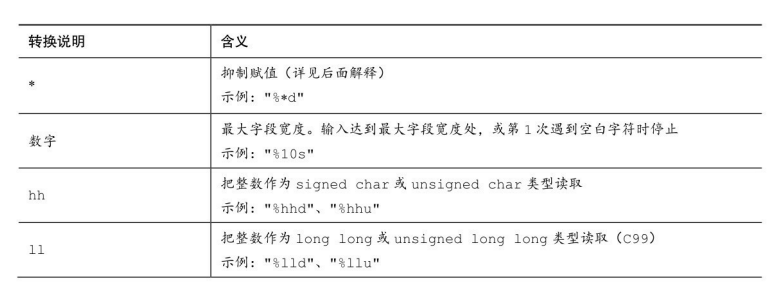 转换说明 含义
* 抑制赋值（详见后面解释）
示例："%*d"
数字 最大字段宽度。输入达到最大字段宽度处，或第1次遇到空白字符时停止
示例："%10s"
hh 把整数作为 signed char 或 unsigned char 类型读取
示例："%hhd"、"%hhu"
ll 把整数作为 long long 或 unsigned long long 类型读取（C99）
示例："%lld"、"%llu"